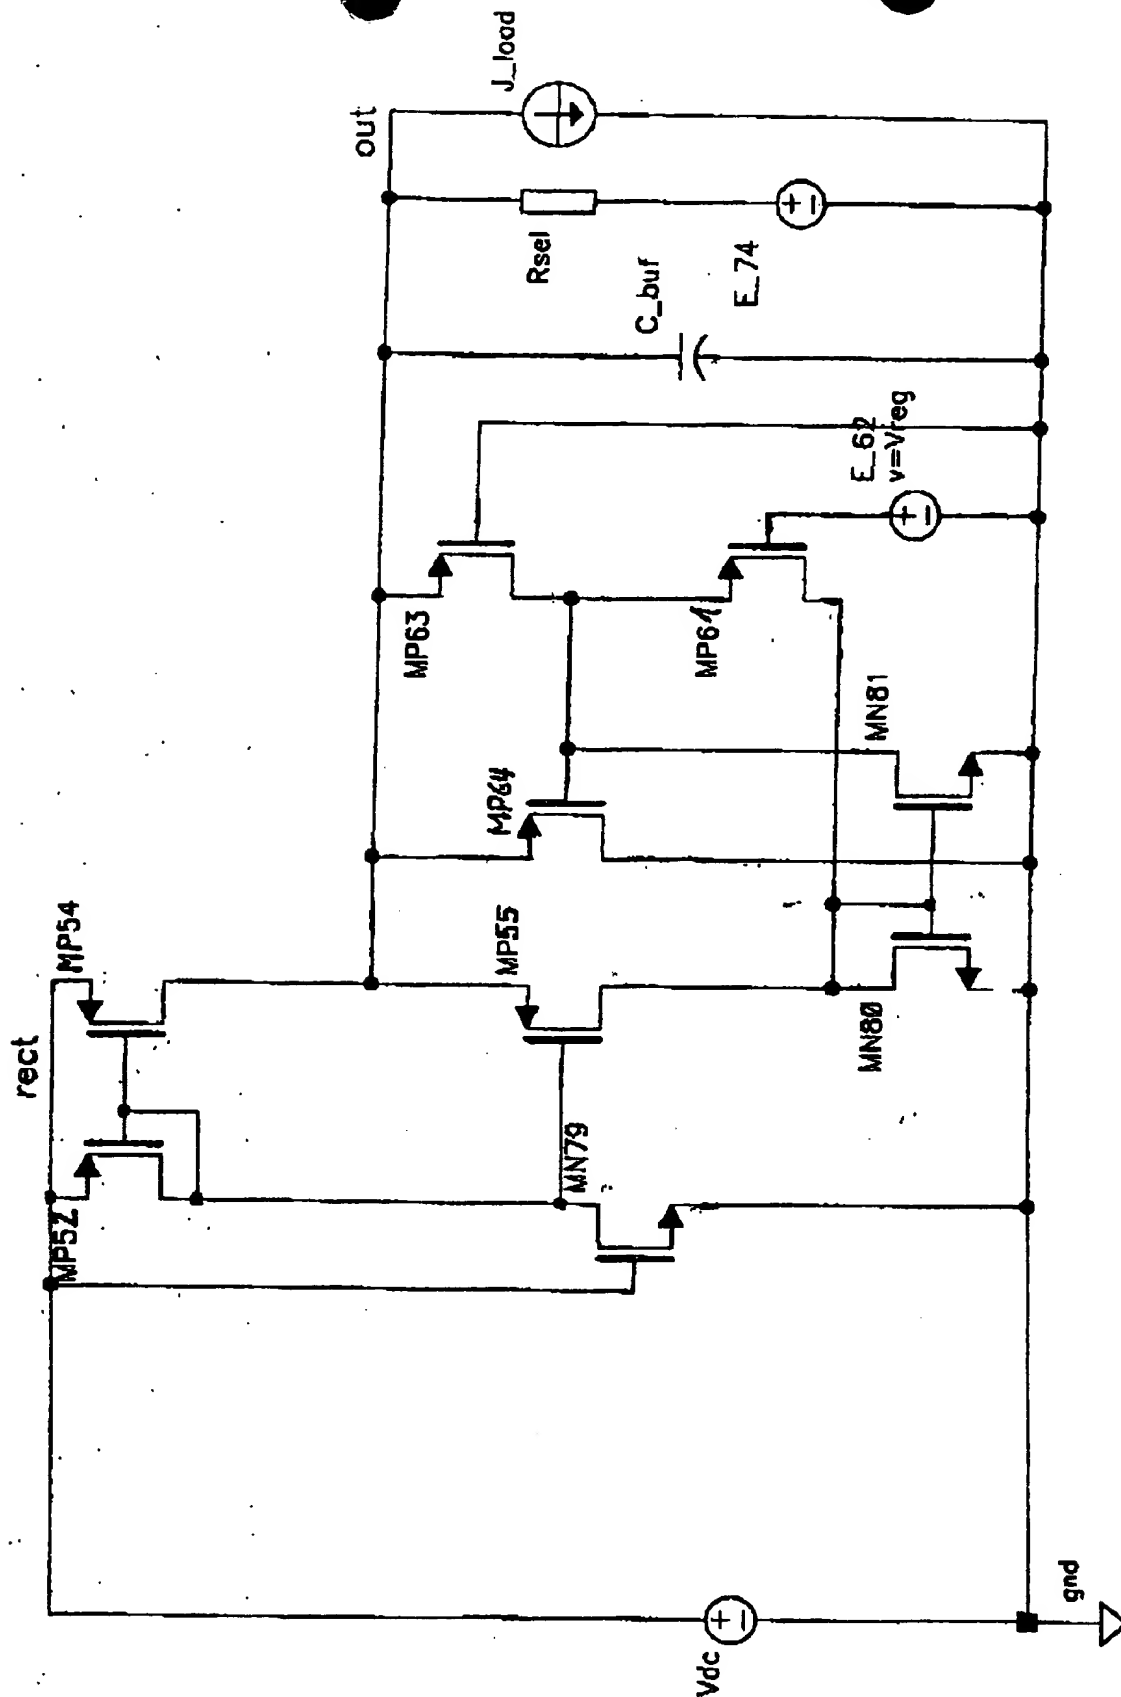 rect
MP54
MP52
MN79
MP55
MP64
MP63
MP61
MN80
MN81
E_62
v=Vreg
C_buf
E_74
Rsel
out
J_load
Vdc
gnd